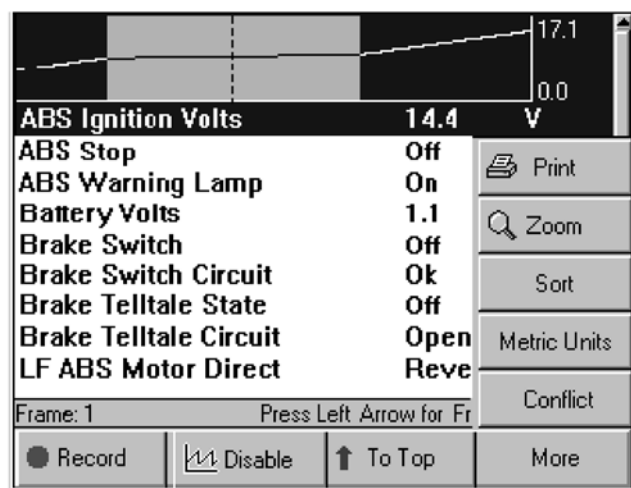 17.1
0.0
ABS Ignition Volts 14.4 V
ABS Stop Off
ABS Warning Lamp On
Battery Volts 1.1
Brake Switch Off
Brake Switch Circuit Ok
Brake Telltale State Off
Brake Telltale Circuit Open
LF ABS Motor Direct Reve
Print
Zoom
Sort
Metric Units
Conflict
Frame: 1 Press Left Arrow for Fr
Record Disable To Top More